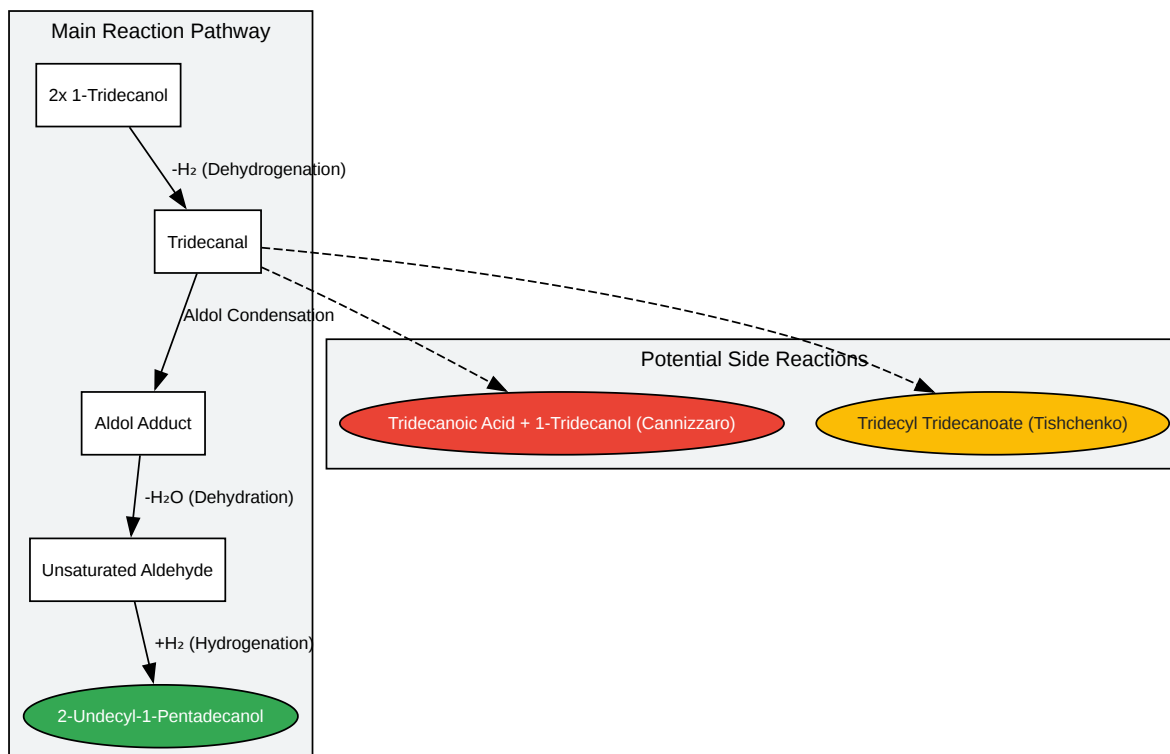 Main Reaction Pathway
2x 1-Tridecanol
-H₂ (Dehydrogenation)
Tridecanal
Aldol Condensation
Potential Side Reactions
Aldol Adduct
Tridecanoic Acid + 1-Tridecanol (Cannizzaro)
Tridecyl Tridecanoate (Tishchenko)
-H₂O (Dehydration)
Unsaturated Aldehyde
+H₂ (Hydrogenation)
2-Undecyl-1-Pentadecanol